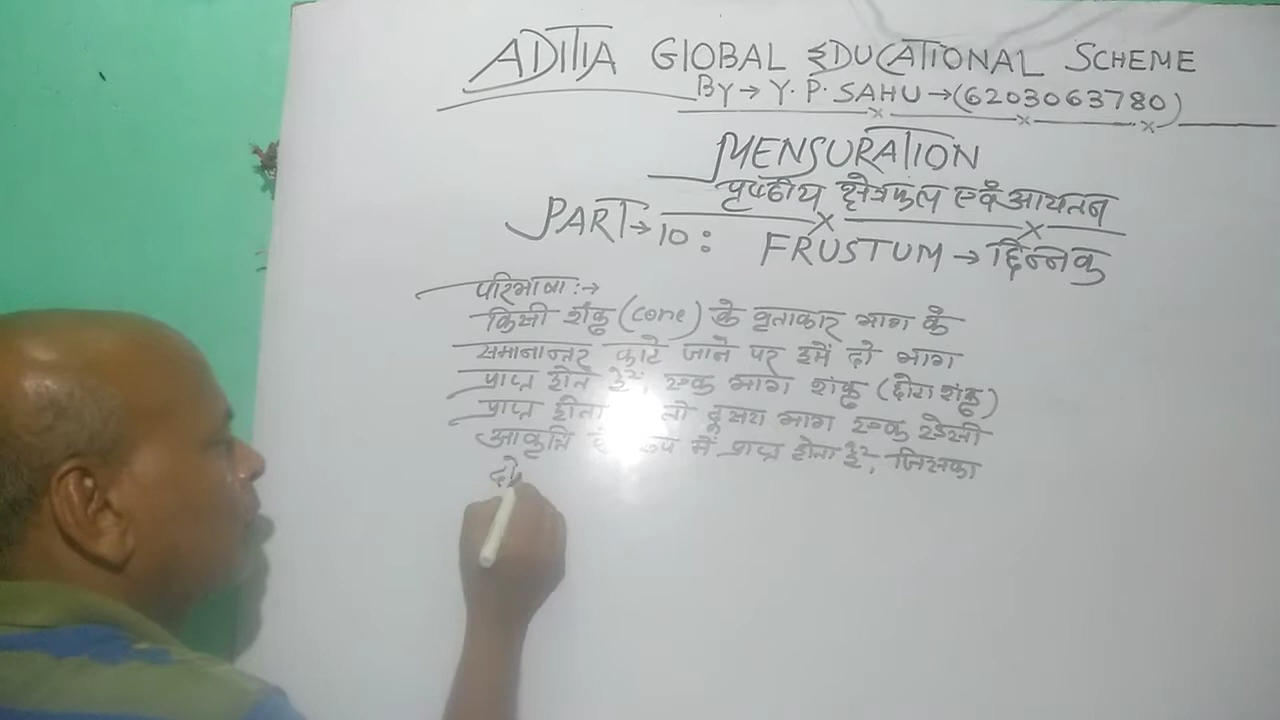 ADITIA GLOBAL EDUCATIONAL SCHEME
BY → Y. P. SAHU → (6203063780)
MENSURATION
पृष्ठीय क्षेत्रफल एवं आयतन
PART → 10 : FRUSTUM → छिन्नक
परिभाषा :→
किसी शंकु (cone) के वृताकार भाग के
समानान्तर काटे जाने पर हमें दो भाग
प्राप्त होते हैं, एक भाग शंकु (छोटा शंकु)
प्राप्त होता तो दूसरा भाग एक ऐसी
आकृति के रूप में प्राप्त होता है, जिसका
दो